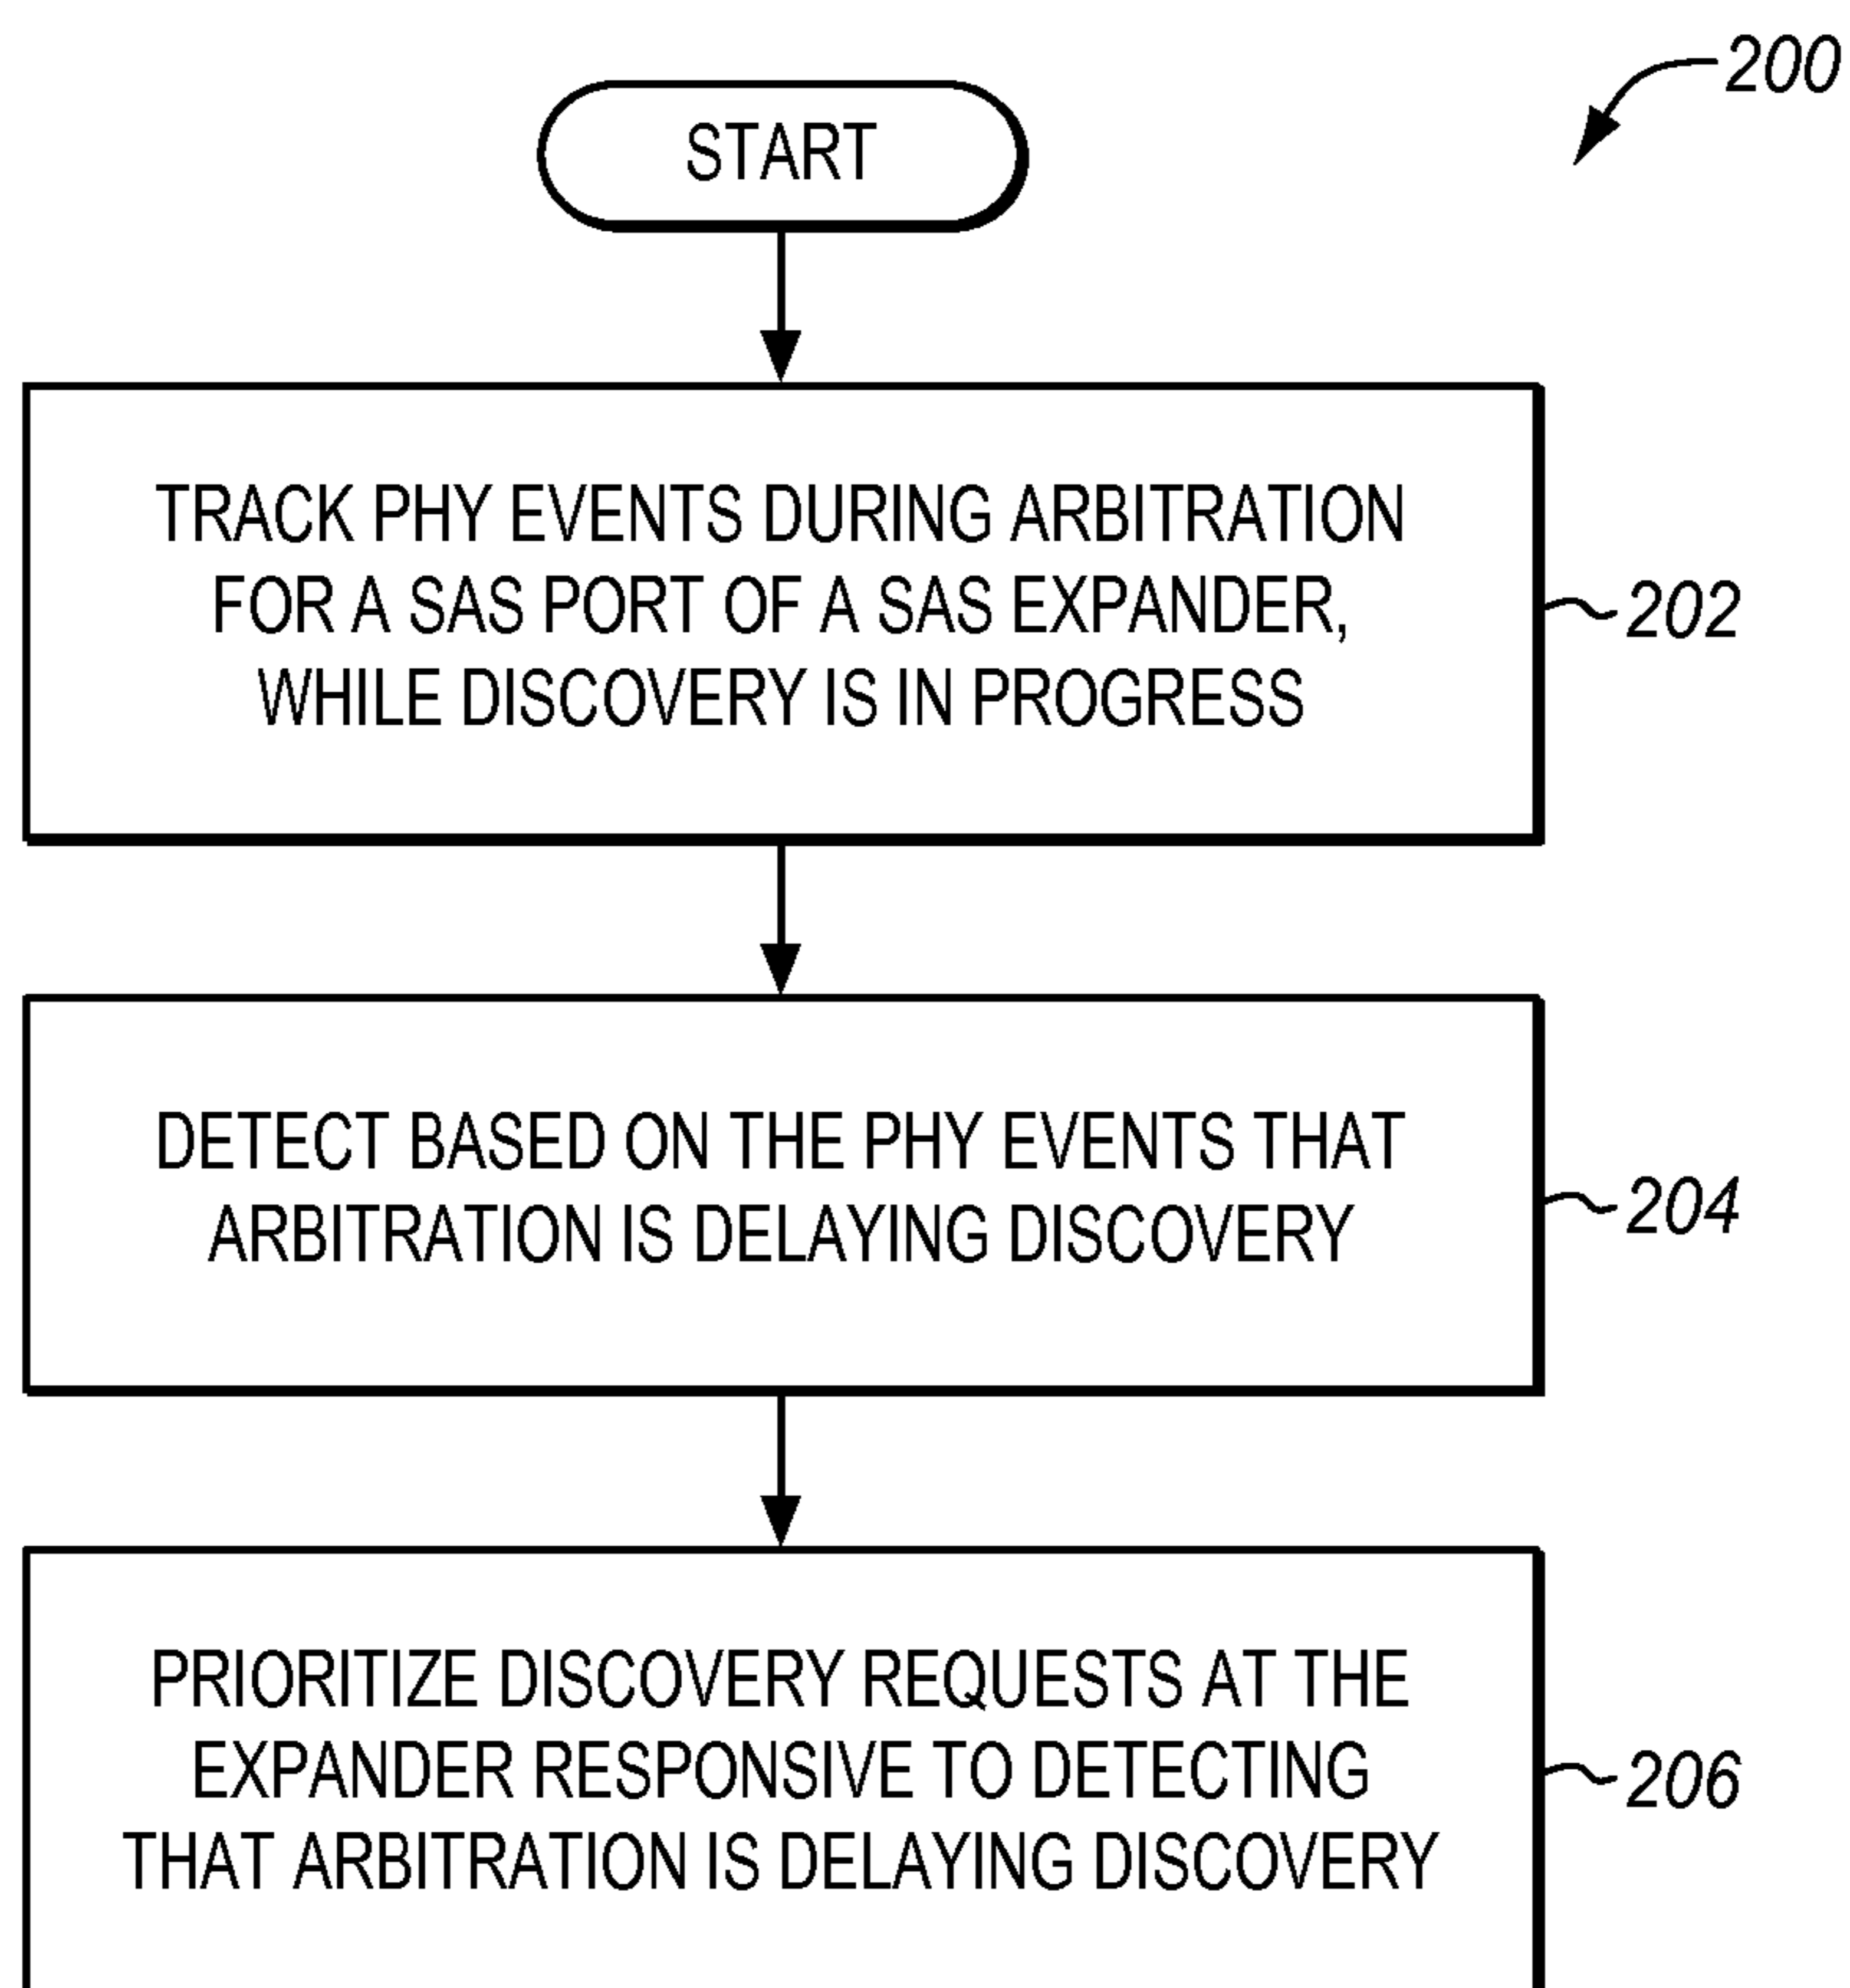 200
START
TRACK PHY EVENTS DURING ARBITRATION
FOR A SAS PORT OF A SAS EXPANDER,
WHILE DISCOVERY IS IN PROGRESS
202
DETECT BASED ON THE PHY EVENTS THAT
ARBITRATION IS DELAYING DISCOVERY
204
PRIORITIZE DISCOVERY REQUESTS AT THE
EXPANDER RESPONSIVE TO DETECTING
THAT ARBITRATION IS DELAYING DISCOVERY
206